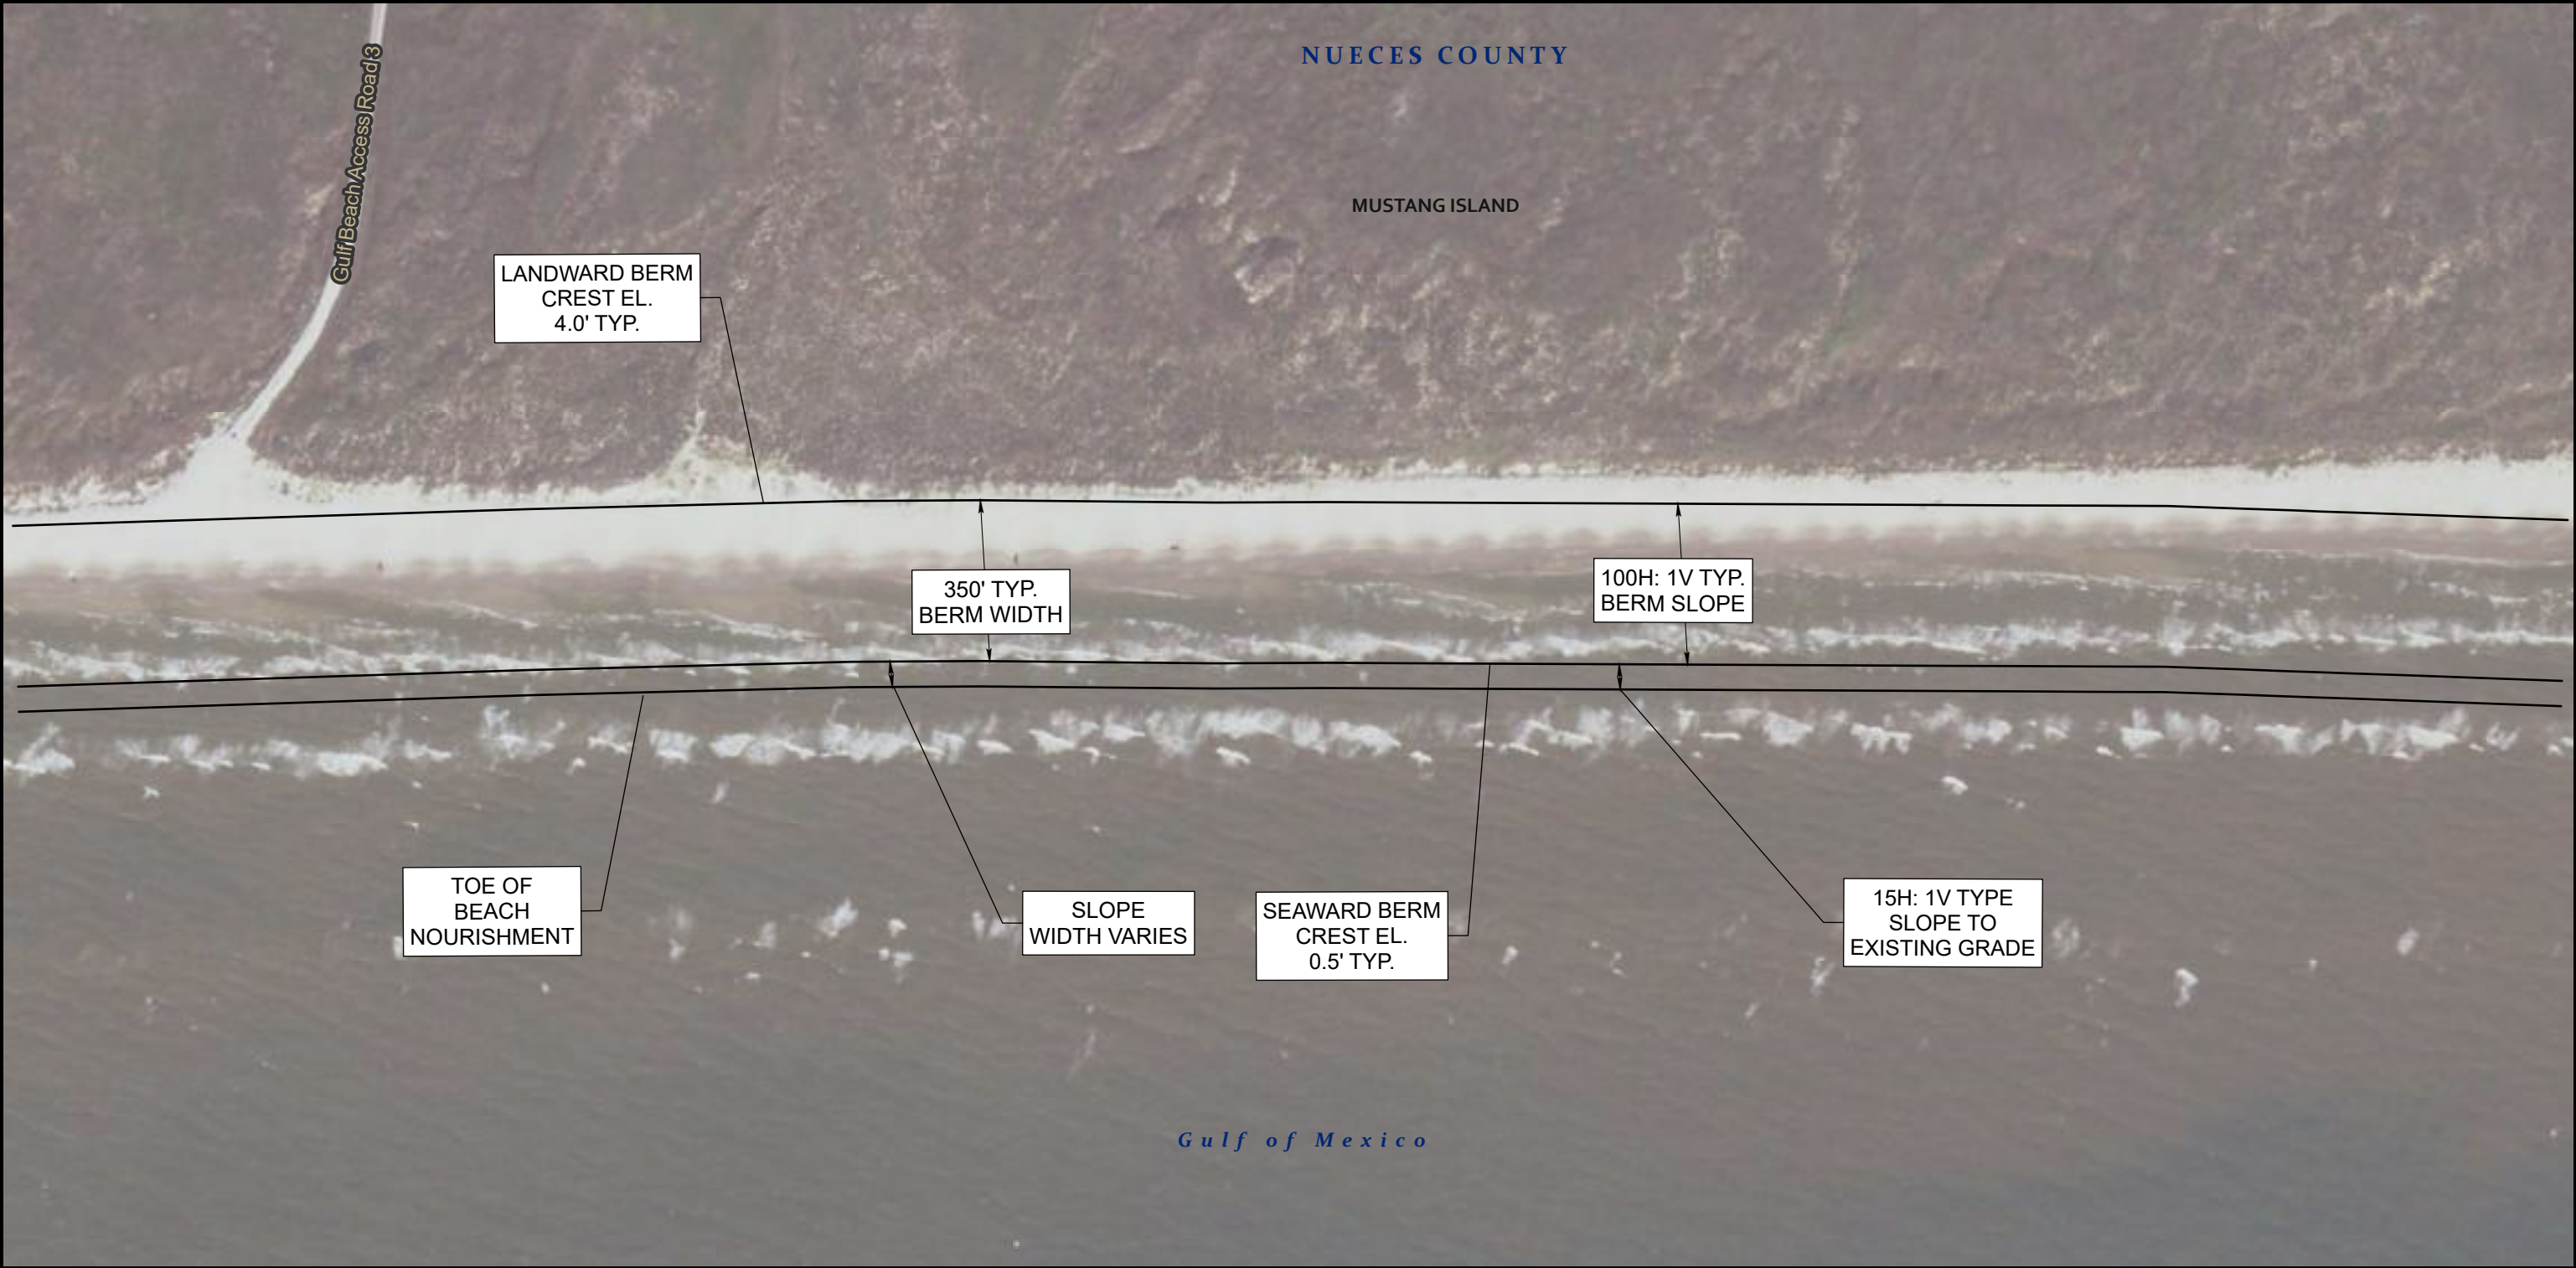 NUECES COUNTY
Gulf Beach Access Road 3
MUSTANG ISLAND
LANDWARD BERM
CREST EL.
4.0' TYP.
350' TYP.
BERM WIDTH
100H: 1V TYP.
BERM SLOPE
TOE OF
BEACH
NOURISHMENT
SLOPE
WIDTH VARIES
SEAWARD BERM
CREST EL.
0.5' TYP.
15H: 1V TYPE
SLOPE TO
EXISTING GRADE
Gulf of Mexico